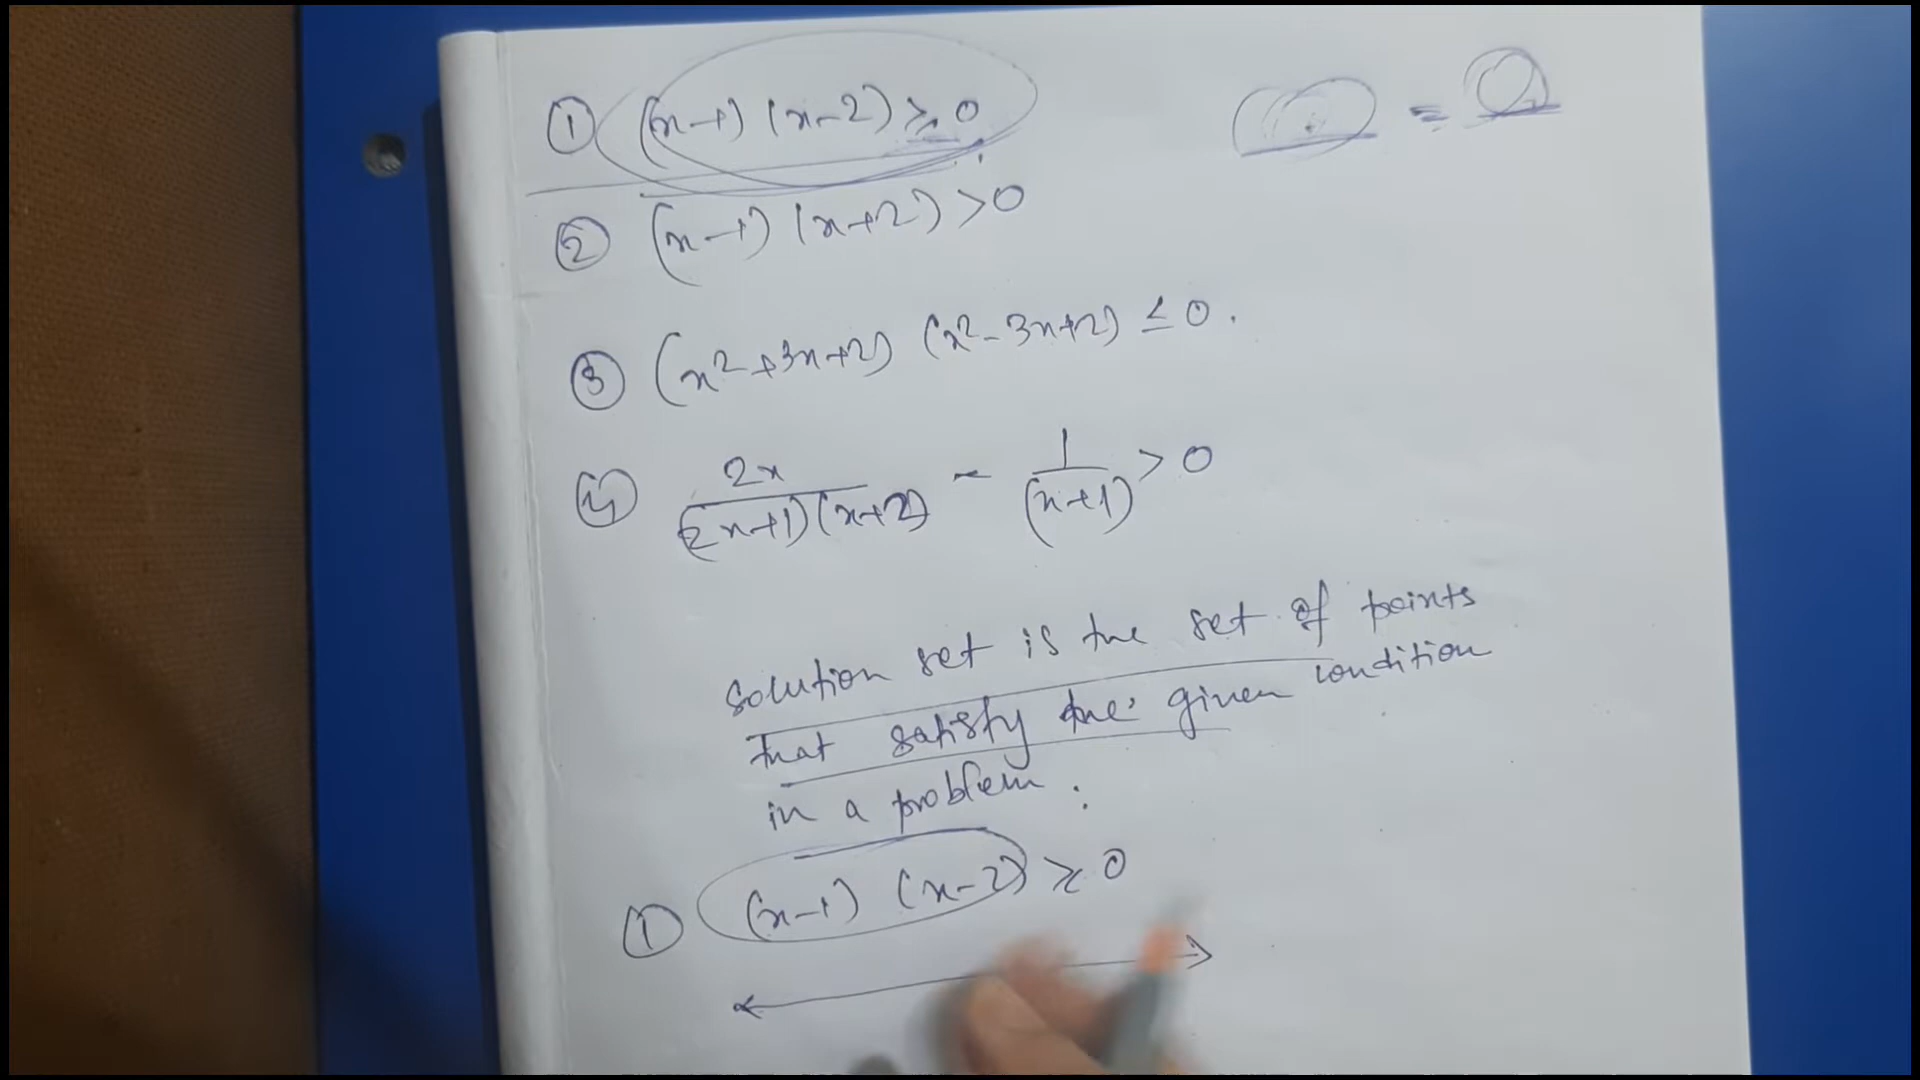 ① (x-1) (x-2) ≥ 0
② (x-1) (x+2) > 0
③ (x²+3x+2) (x²-3x+2) ≤ 0.
④ 2x/(2x+1)(x+2) - 1/(x+1) > 0
solution set is the set of points
that satisfy the given condition
in a problem.
① (x-1) (x-2) ≥ 0